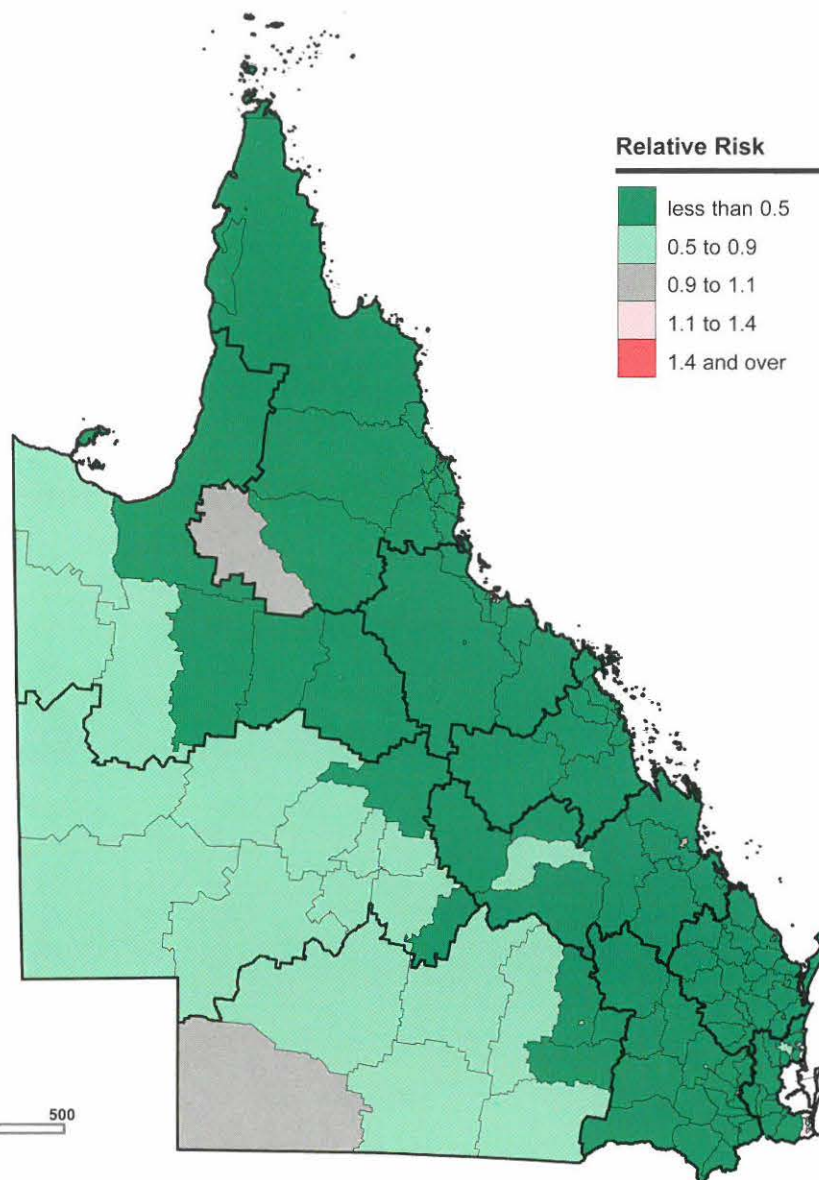 Relative Risk
less than 0.5
0.5 to 0.9
0.9 to 1.1
1.1 to 1.4
1.4 and over
500